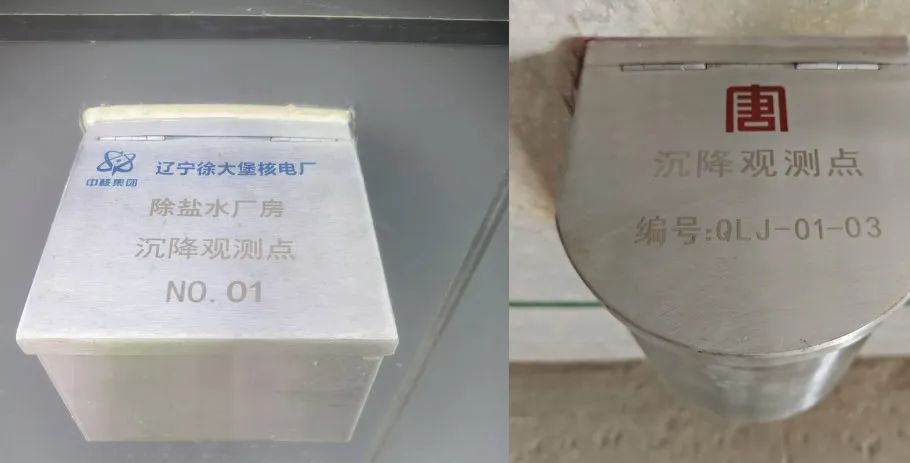 中核集团
辽宁徐大堡核电厂
除盐水厂房
沉降观测点
NO. 01
唐
沉降观测点
编号:QLJ-01-03